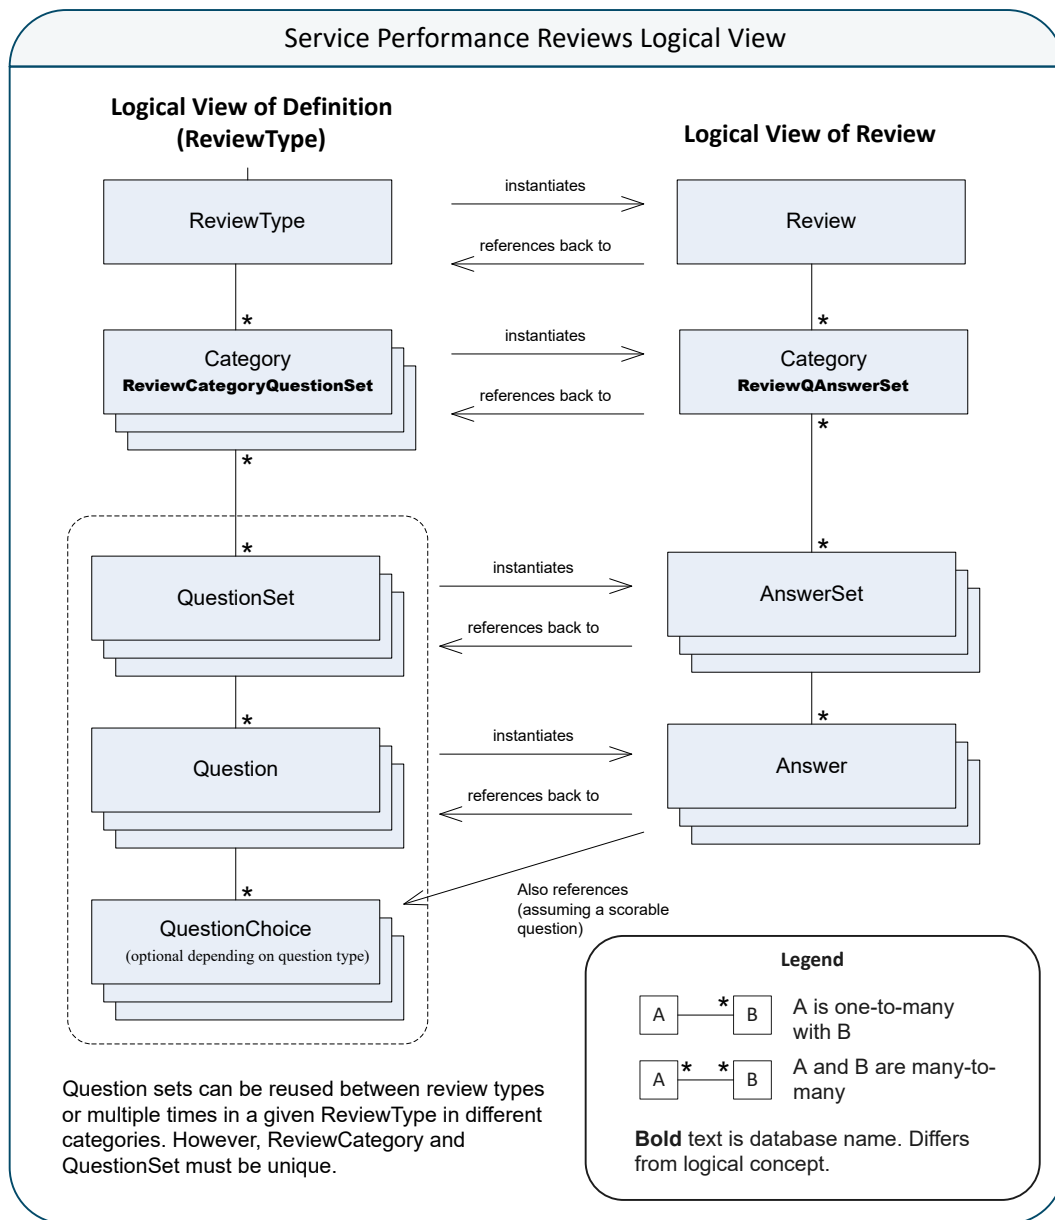 Service Performance Reviews Logical View
Logical View of Definition
(ReviewType)
Logical View of Review
ReviewType
instantiates
references back to
Review
*
*
Category
ReviewCategoryQuestionSet
instantiates
references back to
Category
ReviewQAnswerSet
*
*
*
*
QuestionSet
instantiates
references back to
AnswerSet
*
*
Question
instantiates
references back to
Answer
*
QuestionChoice
(optional depending on question type)
Also references
(assuming a scorable
question)
Question sets can be reused between review types
or multiple times in a given ReviewType in different
categories. However, ReviewCategory and
QuestionSet must be unique.
Legend
A * B
A is one-to-many
with B
A * * B
A and B are many-to-
many
Bold text is database name. Differs
from logical concept.